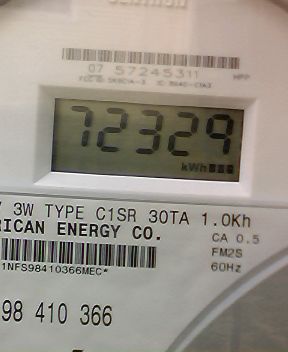 07 57245311 HPP
72329
kWh
3W TYPE C1SR 30TA 1.0Kh
RICAN ENERGY CO. CA 0.5
FM2S
1NFS98410366MEC* 60Hz
98 410 366